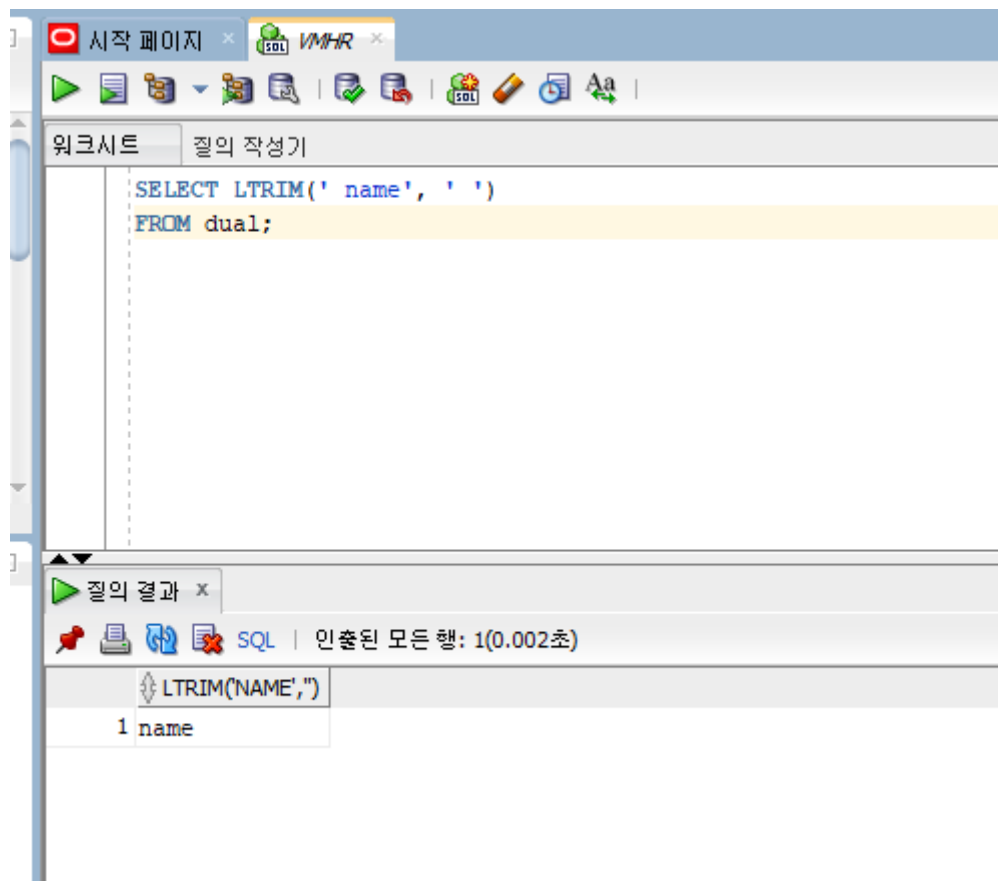 시작 페이지
VMHR
워크시트 질의 작성기
SELECT LTRIM(' name', ' ')
FROM dual;
질의 결과
SQL 인출된 모든 행: 1(0.002초)
LTRIM('NAME','')
1 name